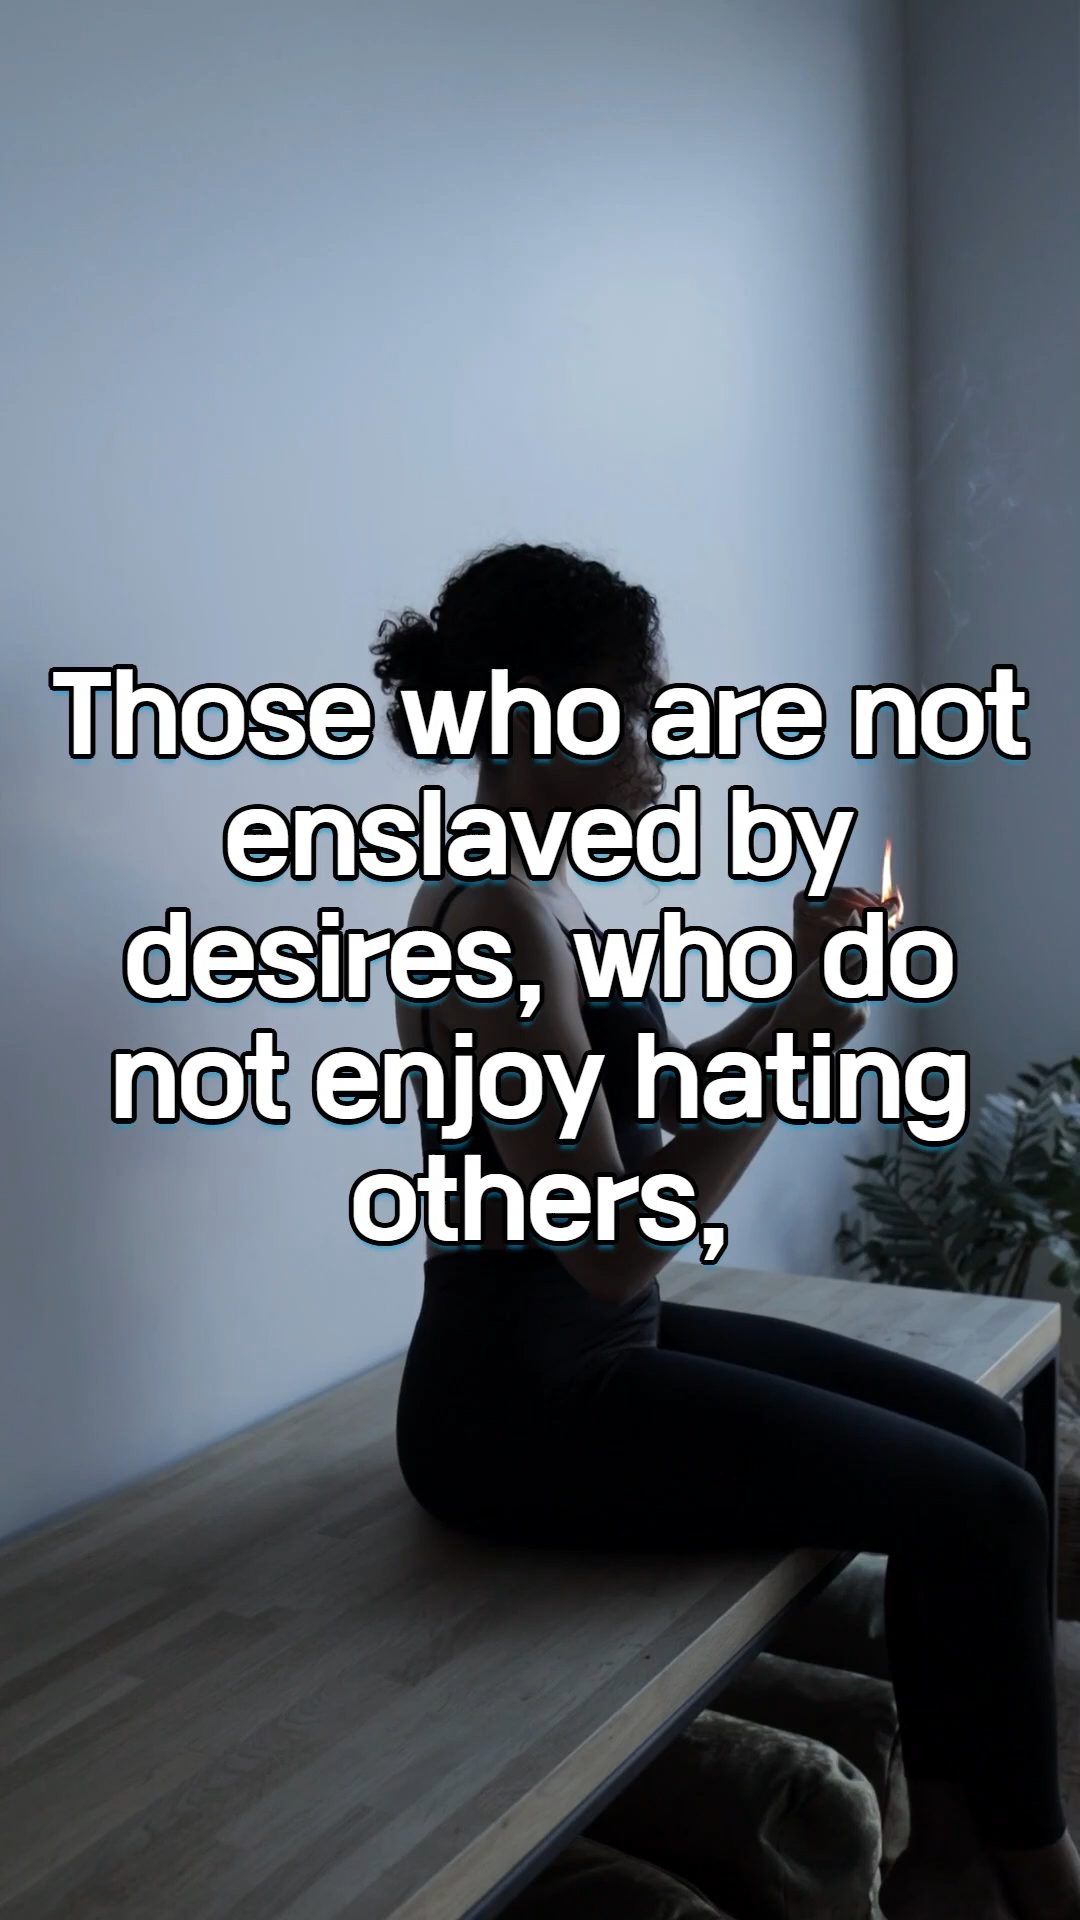 Those who are not
enslaved by
desires, who do
not enjoy hating
others,